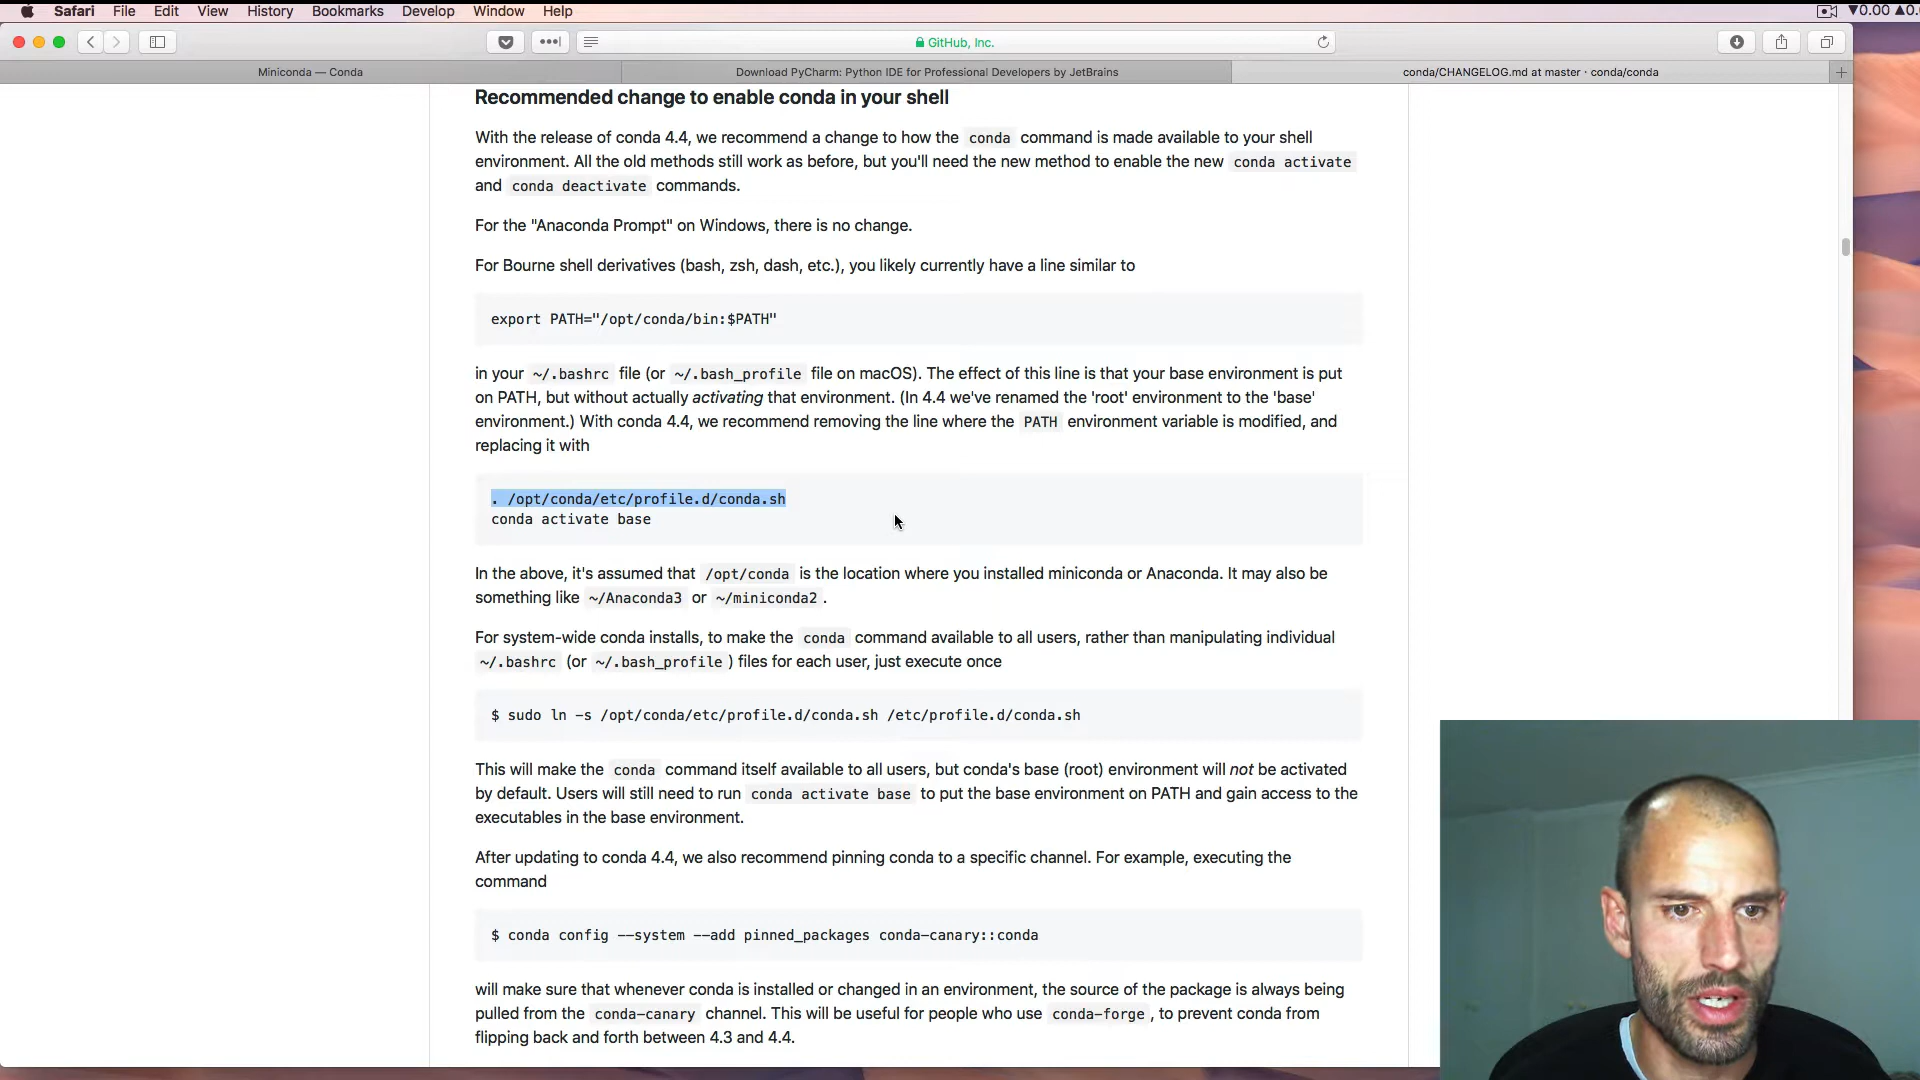 Safari File Edit View History Bookmarks Develop Window Help
▼0.00 ▲0.
GitHub, Inc.
Miniconda — Conda
Download PyCharm: Python IDE for Professional Developers by JetBrains
conda/CHANGELOG.md at master · conda/conda
Recommended change to enable conda in your shell
With the release of conda 4.4, we recommend a change to how the conda command is made available to your shell
environment. All the old methods still work as before, but you'll need the new method to enable the new conda activate
and conda deactivate commands.
For the "Anaconda Prompt" on Windows, there is no change.
For Bourne shell derivatives (bash, zsh, dash, etc.), you likely currently have a line similar to
export PATH="/opt/conda/bin:$PATH"
in your ~/.bashrc file (or ~/.bash_profile file on macOS). The effect of this line is that your base environment is put
on PATH, but without actually activating that environment. (In 4.4 we've renamed the 'root' environment to the 'base'
environment.) With conda 4.4, we recommend removing the line where the PATH environment variable is modified, and
replacing it with
. /opt/conda/etc/profile.d/conda.sh
conda activate base
In the above, it's assumed that /opt/conda is the location where you installed miniconda or Anaconda. It may also be
something like ~/Anaconda3 or ~/miniconda2 .
For system-wide conda installs, to make the conda command available to all users, rather than manipulating individual
~/.bashrc (or ~/.bash_profile ) files for each user, just execute once
$ sudo ln -s /opt/conda/etc/profile.d/conda.sh /etc/profile.d/conda.sh
This will make the conda command itself available to all users, but conda's base (root) environment will not be activated
by default. Users will still need to run conda activate base to put the base environment on PATH and gain access to the
executables in the base environment.
After updating to conda 4.4, we also recommend pinning conda to a specific channel. For example, executing the
command
$ conda config --system --add pinned_packages conda-canary::conda
will make sure that whenever conda is installed or changed in an environment, the source of the package is always being
pulled from the conda-canary channel. This will be useful for people who use conda-forge , to prevent conda from
flipping back and forth between 4.3 and 4.4.